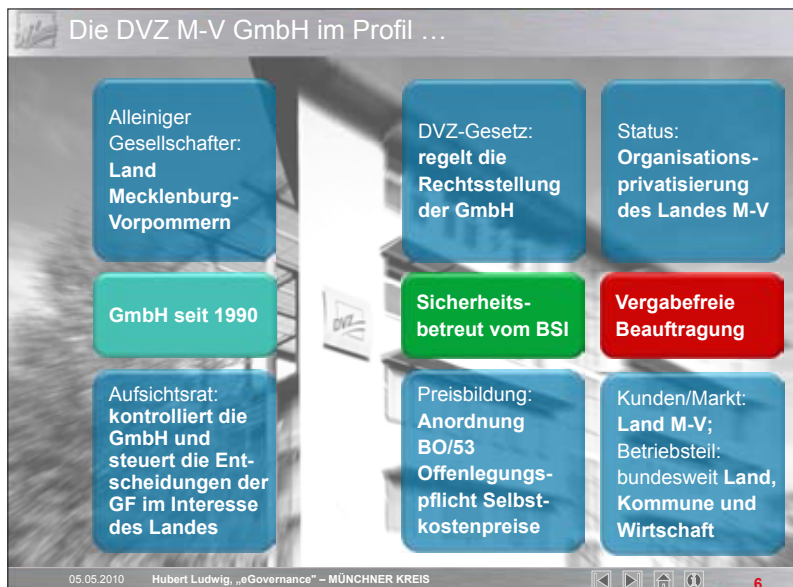 Die DVZ M-V GmbH im Profil …
Alleiniger
Gesellschafter:
Land
Mecklenburg-
Vorpommern
DVZ-Gesetz:
regelt die
Rechtsstellung
der GmbH
Status:
Organisations-
privatisierung
des Landes M-V
GmbH seit 1990
DVZ
Sicherheits-
betreut vom BSI
Vergabefreie
Beauftragung
Aufsichtsrat:
kontrolliert die
GmbH und
steuert die Ent-
scheidungen der
GF im Interesse
des Landes
Preisbildung:
Anordnung
BO/53
Offenlegungs-
pflicht Selbst-
kostenpreise
Kunden/Markt:
Land M-V;
Betriebsteil:
bundesweit Land,
Kommune und
Wirtschaft
05.05.2010 Hubert Ludwig, „eGovernance" – MÜNCHNER KREIS 6